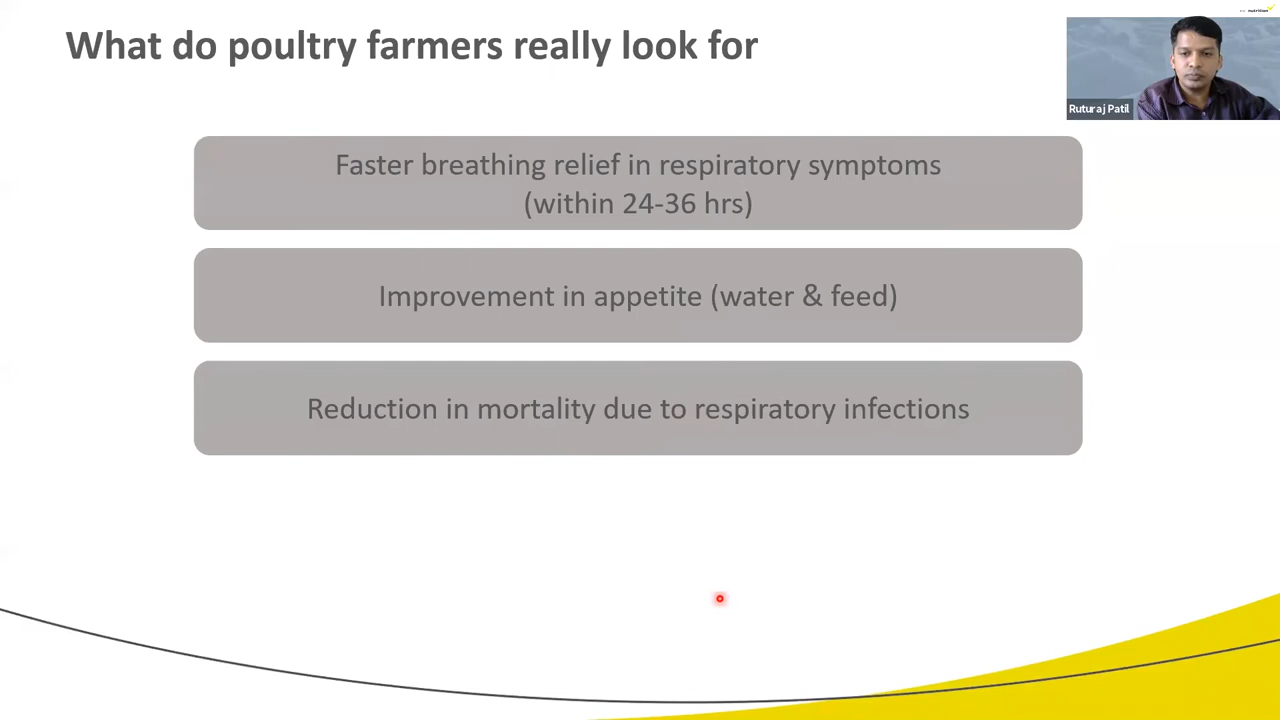 What do poultry farmers really look for
nutrition
Ruturaj Patil
Faster breathing relief in respiratory symptoms
(within 24-36 hrs)
Improvement in appetite (water & feed)
Reduction in mortality due to respiratory infections